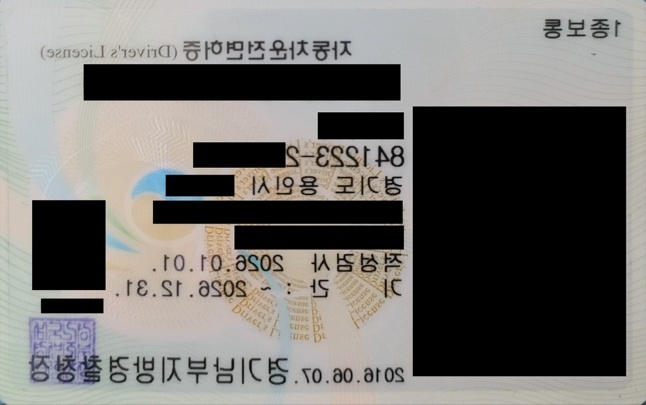 1종보통
자동차운전면허증 (Driver's License)
841223-2
경기도 용인시
적성검사 2026.01.01.
기 간 : ~ 2026.12.31.
2016.06.07. 경기남부지방경찰청장